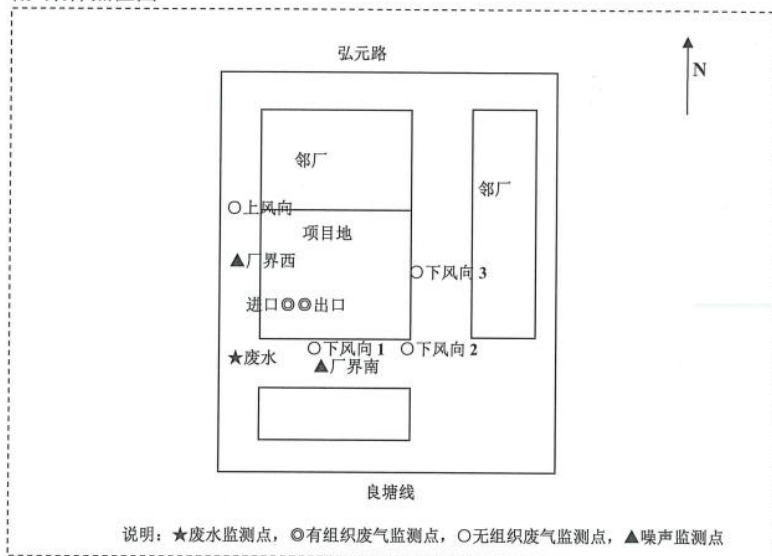 弘元路
N
邻厂
邻厂
○上风向
项目地
▲厂界西
○下风向 3
进口◎◎出口
★废水
○下风向 1
○下风向 2
▲厂界南
良塘线
说明：★废水监测点，◎有组织废气监测点，○无组织废气监测点，▲噪声监测点